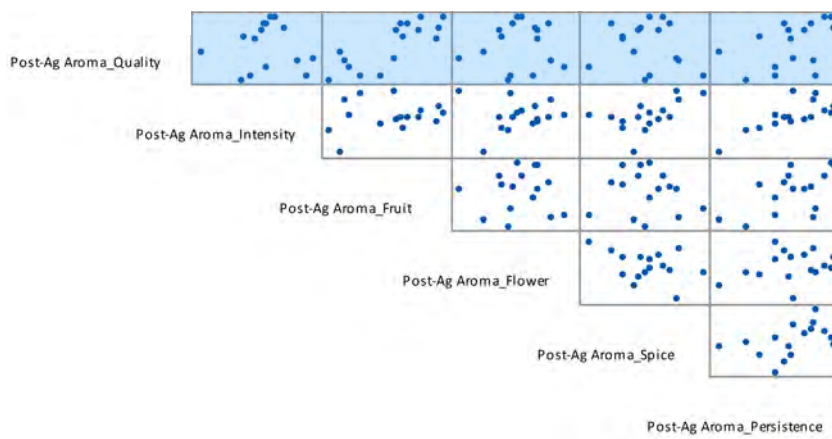 Post-Ag Aroma_Quality
Post-Ag Aroma_Intensity
Post-Ag Aroma_Fruit
Post-Ag Aroma_Flower
Post-Ag Aroma_Spice
Post-Ag Aroma_Persistence